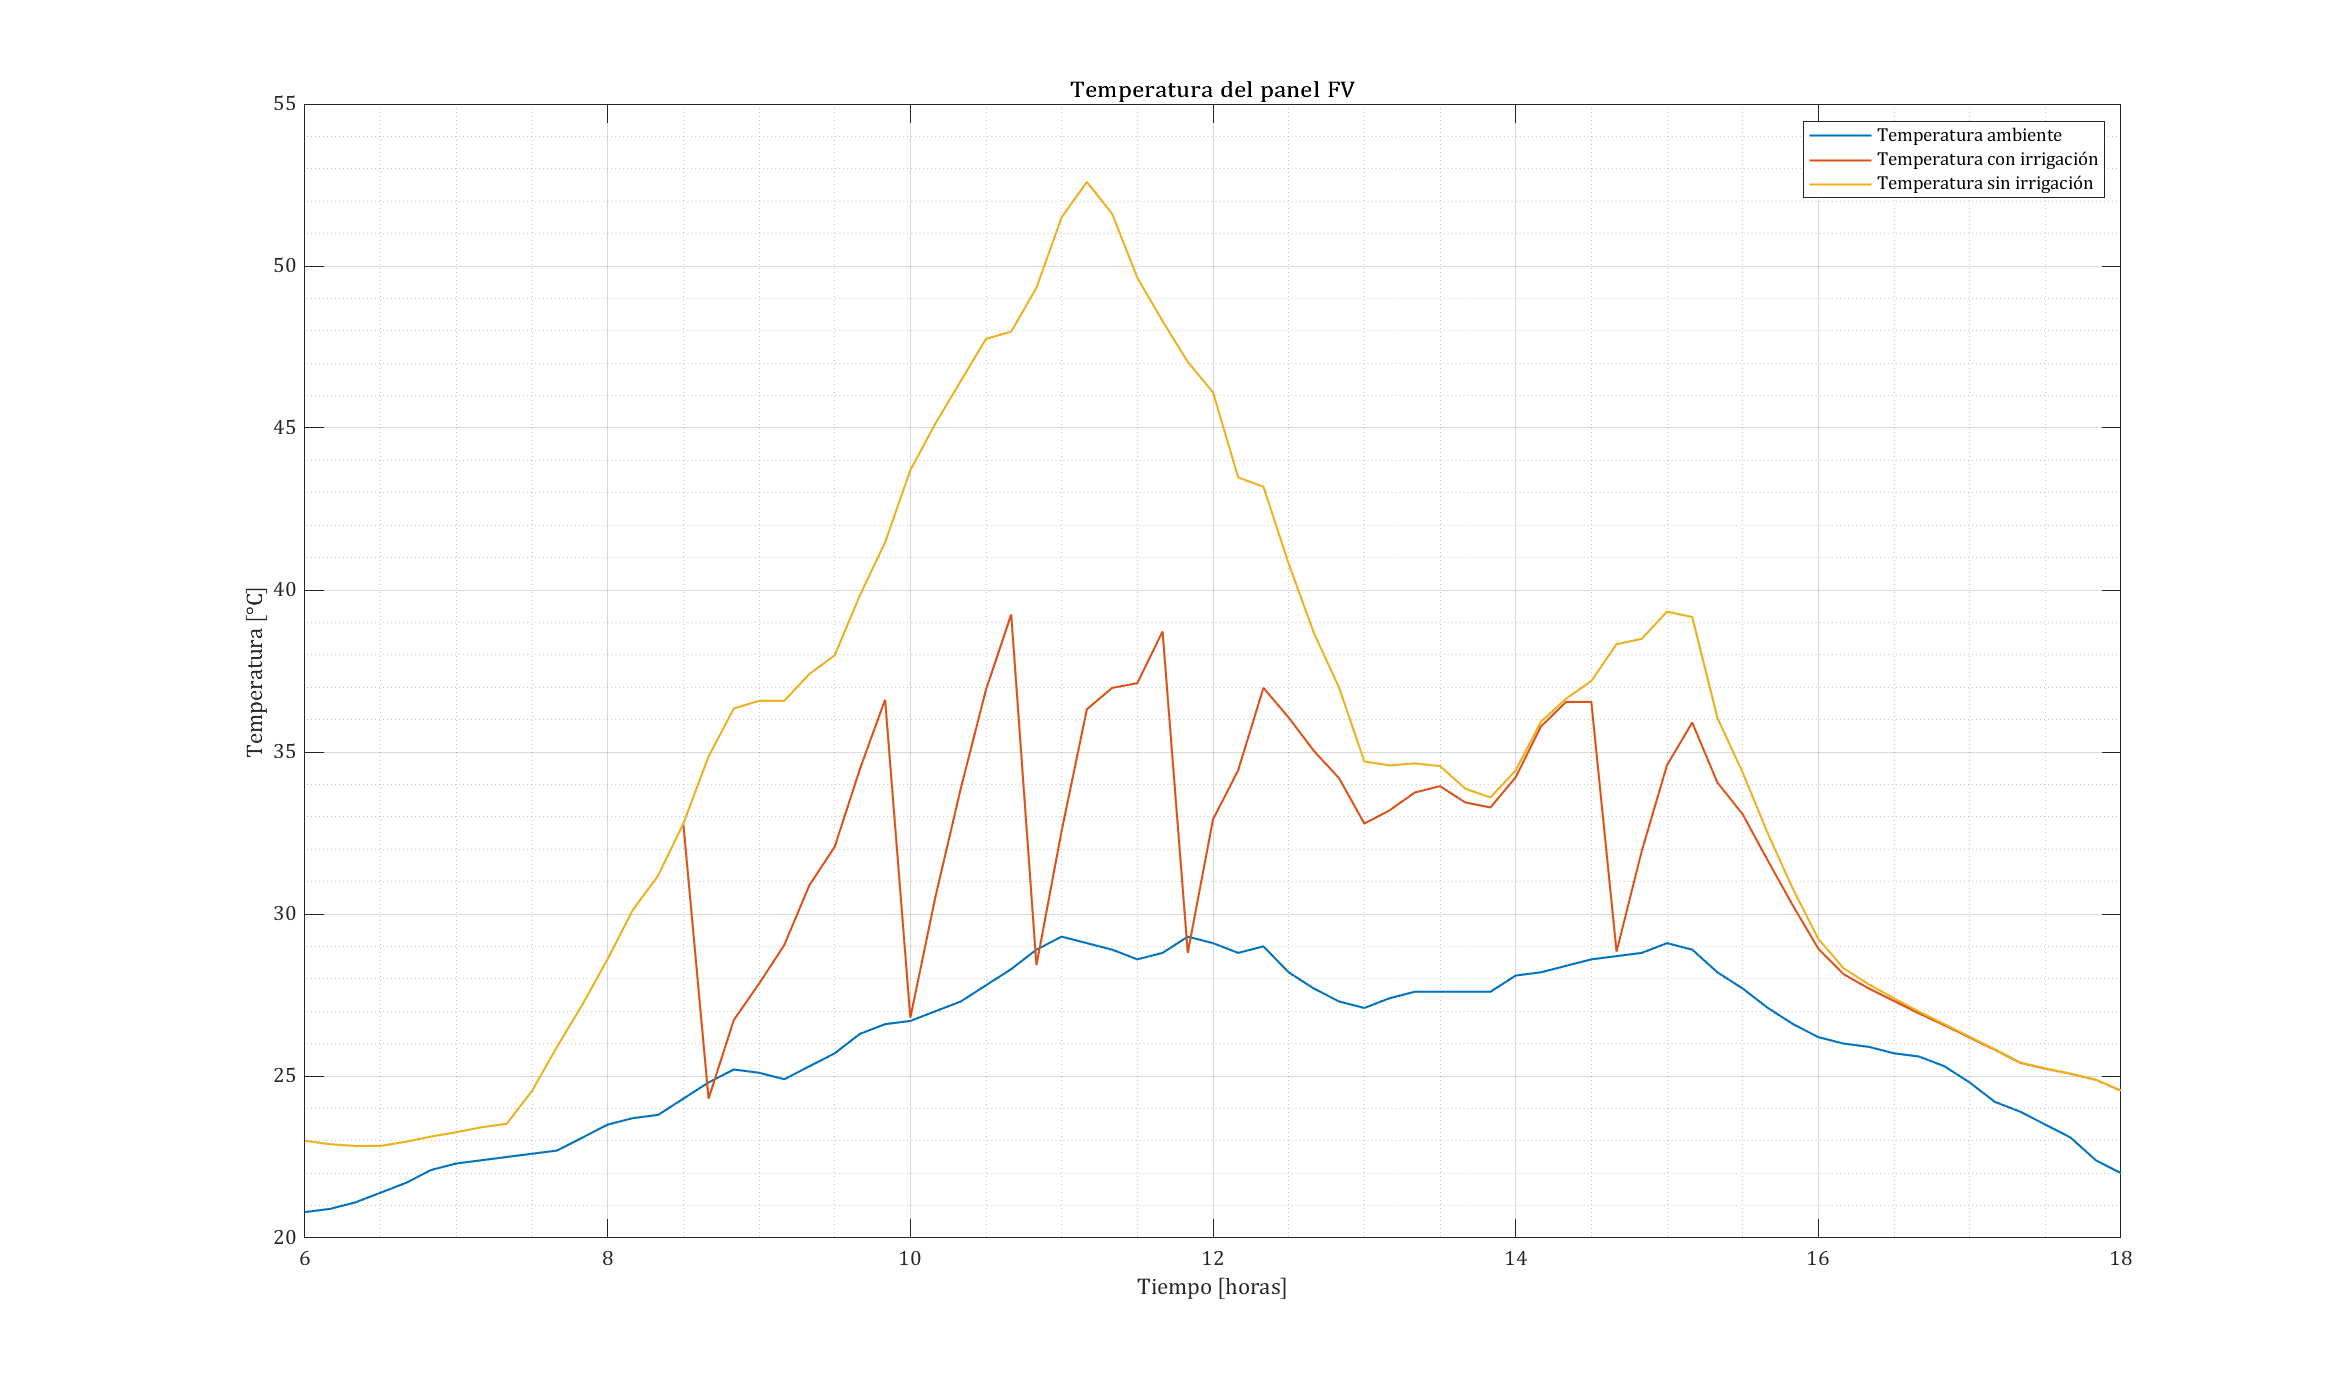 Temperatura del panel FV
55
50
45
40
35
30
25
20
Temperatura [°C]
Temperatura ambiente
Temperatura con irrigación
Temperatura sin irrigación
6 8 10 12 14 16 18
Tiempo [horas]